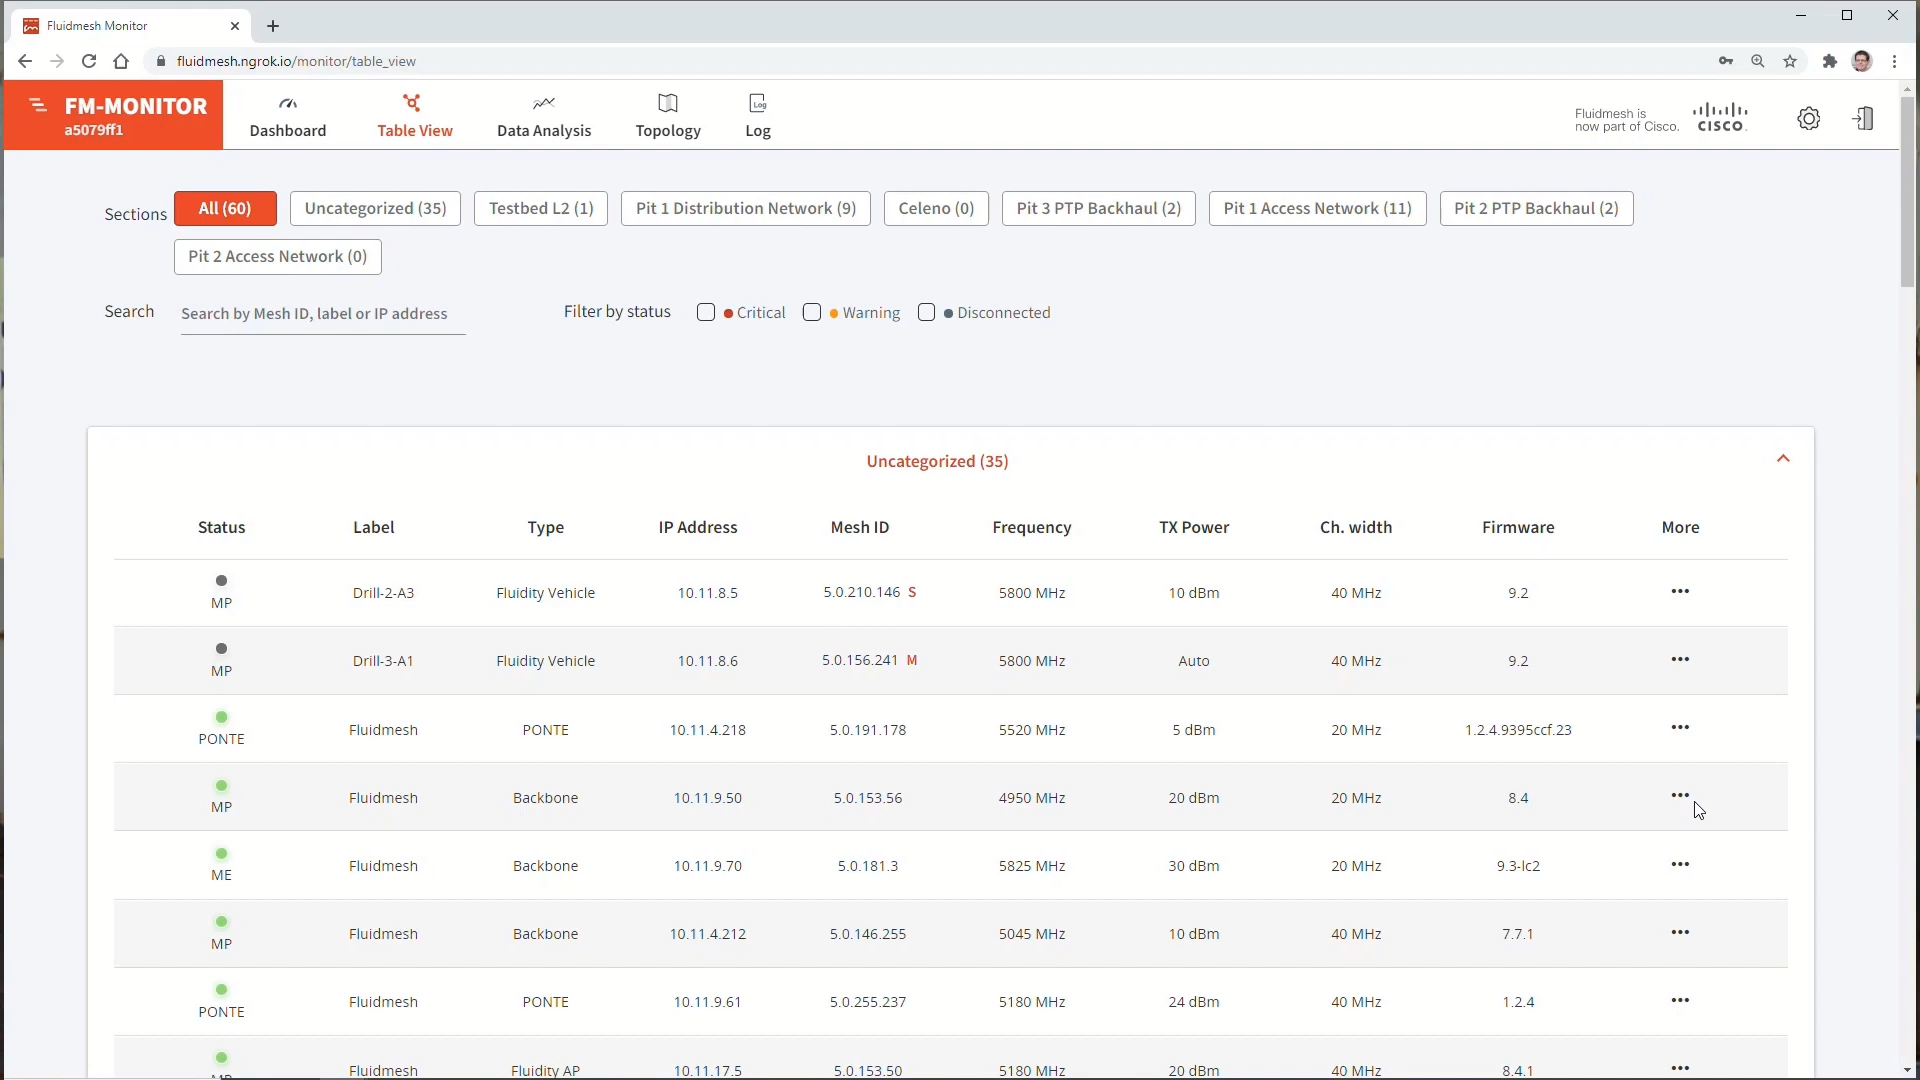 Fluidmesh Monitor
fluidmesh.ngrok.io/monitor/table_view
FM-MONITOR
a5079ff1
Dashboard
Table View
Data Analysis
Topology
Log
Log
Fluidmesh is
now part of Cisco.
CISCO
Sections
All (60)
Uncategorized (35)
Testbed L2 (1)
Pit 1 Distribution Network (9)
Celeno (0)
Pit 3 PTP Backhaul (2)
Pit 1 Access Network (11)
Pit 2 PTP Backhaul (2)
Pit 2 Access Network (0)
Search Search by Mesh ID, label or IP address Filter by status Critical Warning Disconnected
Uncategorized (35)
Status Label Type IP Address Mesh ID Frequency TX Power Ch. width Firmware More
MP Drill-2-A3 Fluidity Vehicle 10.11.8.5 5.0.210.146 S 5800 MHz 10 dBm 40 MHz 9.2 •••
MP Drill-3-A1 Fluidity Vehicle 10.11.8.6 5.0.156.241 M 5800 MHz Auto 40 MHz 9.2 •••
PONTE Fluidmesh PONTE 10.11.4.218 5.0.191.178 5520 MHz 5 dBm 20 MHz 1.2.4.9395ccf.23 •••
MP Fluidmesh Backbone 10.11.9.50 5.0.153.56 4950 MHz 20 dBm 20 MHz 8.4 •••
ME Fluidmesh Backbone 10.11.9.70 5.0.181.3 5825 MHz 30 dBm 20 MHz 9.3-lc2 •••
MP Fluidmesh Backbone 10.11.4.212 5.0.146.255 5045 MHz 10 dBm 40 MHz 7.7.1 •••
PONTE Fluidmesh PONTE 10.11.9.61 5.0.255.237 5180 MHz 24 dBm 40 MHz 1.2.4 •••
MP Fluidmesh Fluidity AP 10.11.17.5 5.0.153.50 5180 MHz 20 dBm 40 MHz 8.4.1 •••